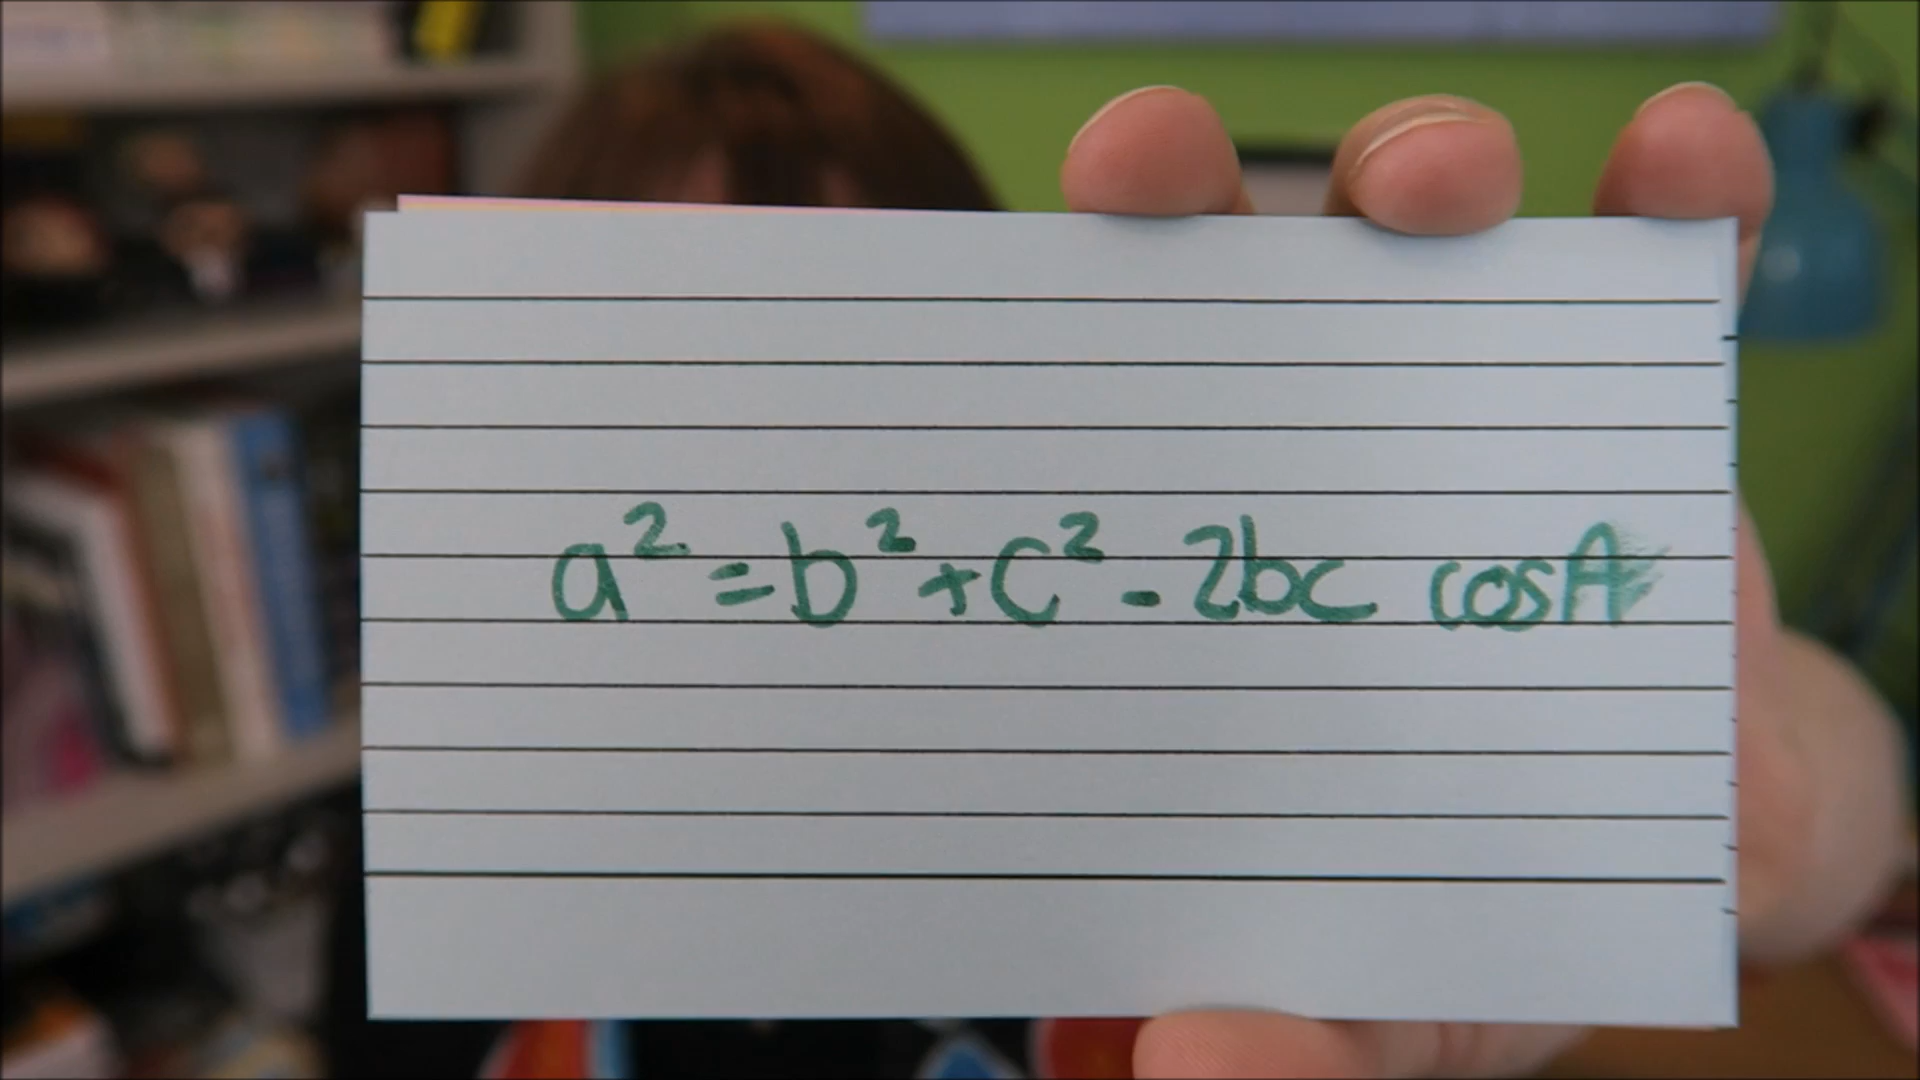 a² = b² + c² - 2bc cosA